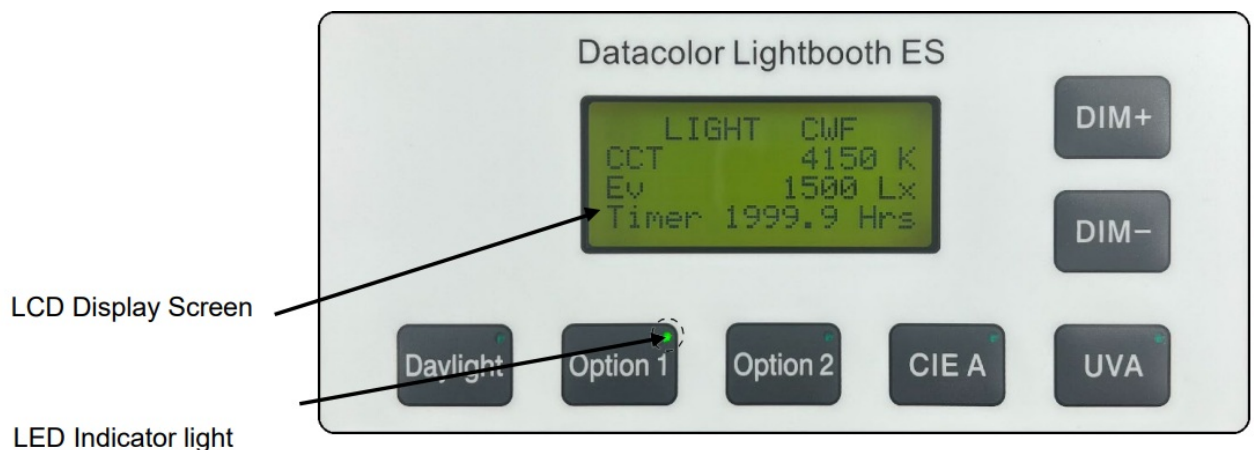 Datacolor Lightbooth ES
LIGHT CWF
CCT 4150 K
Ev 1500 Lx
Timer 1999.9 Hrs
DIM+
DIM-
LCD Display Screen
Daylight Option 1 Option 2 CIE A UVA
LED Indicator light